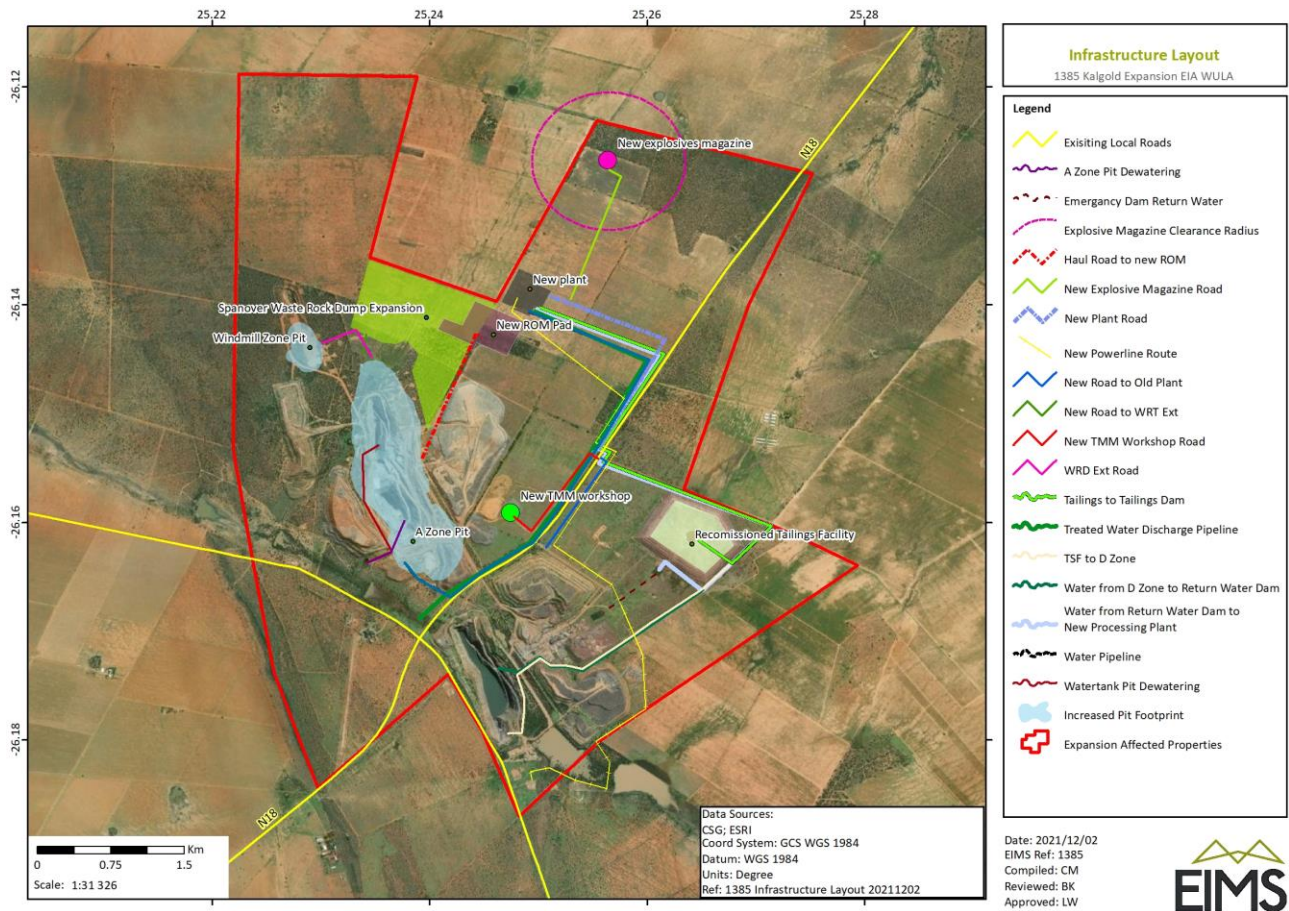 25.22
25.24
25.26
25.28
-26.12
-26.14
-26.16
-26.18
N18
New explosives magazine
New plant
Spanover Waste Rock Dump Expansion
New ROM Pad
Windmill Zone Pit
New TMM workshop
A Zone Pit
Recomissioned Tailings Facility
N18
0 0.75 1.5 Km
Scale: 1:31 326
Data Sources:
CSG; ESRI
Coord System: GCS WGS 1984
Datum: WGS 1984
Units: Degree
Ref: 1385 Infrastructure Layout 20211202
Infrastructure Layout
1385 Kalgold Expansion EIA WULA
Legend
Exisiting Local Roads
A Zone Pit Dewatering
Emergancy Dam Return Water
Explosive Magazine Clearance Radius
Haul Road to new ROM
New Explosive Magazine Road
New Plant Road
New Powerline Route
New Road to Old Plant
New Road to WRT Ext
New TMM Workshop Road
WRD Ext Road
Tailings to Tailings Dam
Treated Water Discharge Pipeline
TSF to D Zone
Water from D Zone to Return Water Dam
Water from Return Water Dam to
New Processing Plant
Water Pipeline
Watertank Pit Dewatering
Increased Pit Footprint
Expansion Affected Properties
Date: 2021/12/02
EIMS Ref: 1385
Compiled: CM
Reviewed: BK
Approved: LW
EIMS